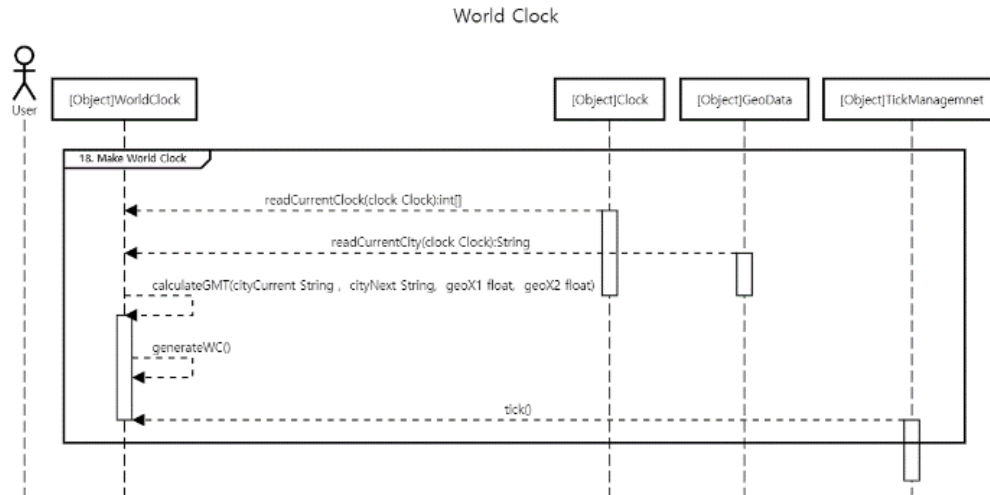 World Clock
User
[Object]WorldClock
[Object]Clock
[Object]GeoData
[Object]TickManagemnet
18. Make World Clock
readCurrentClock(clock Clock):int[]
readCurrentCity(clock Clock):String
calculateGMT(cityCurrent String , cityNext String, geoX1 float, geoX2 float)
generateWC()
tick()